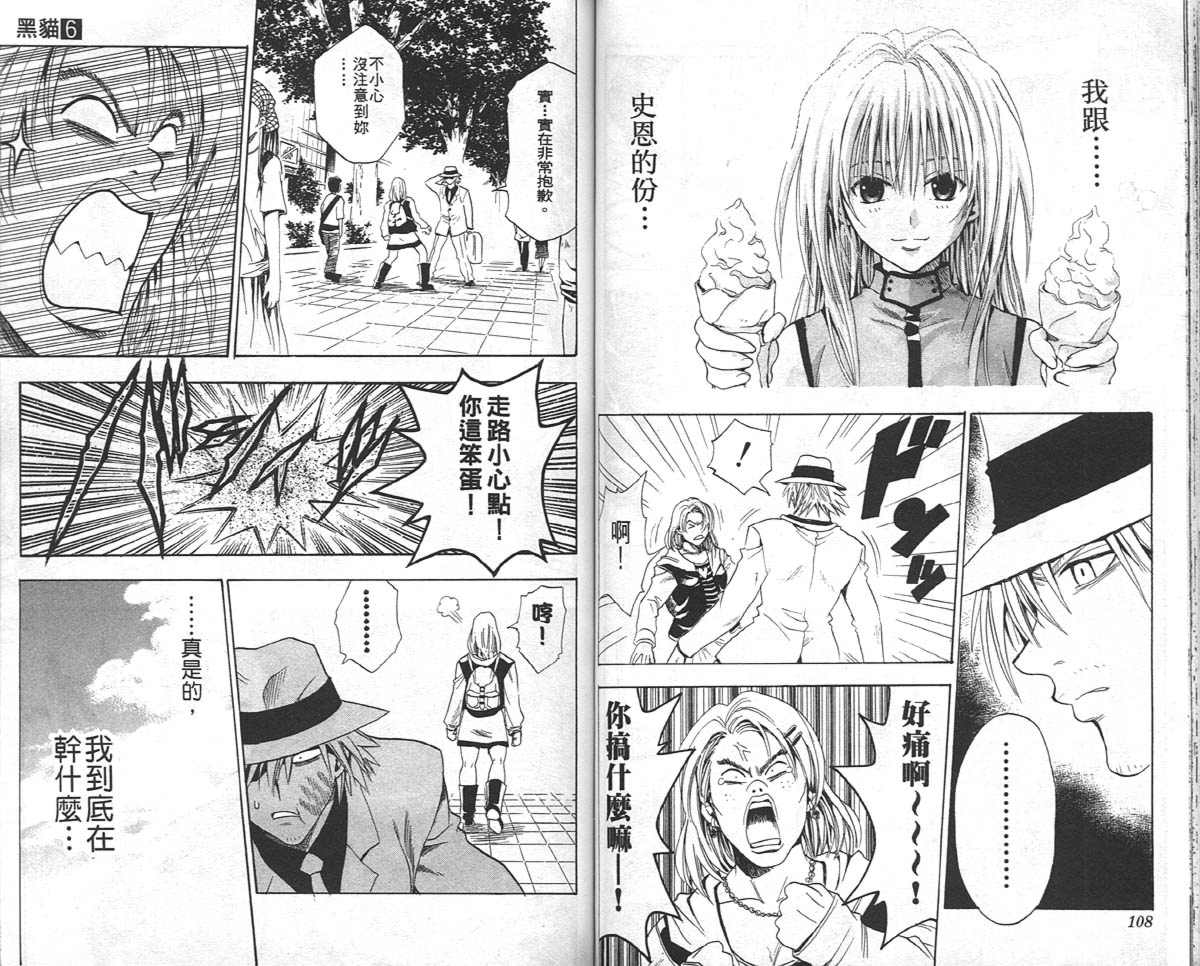 我跟……
史恩的份…
…………
！
啊！
好痛啊～～～！
你搞什麼嘛—！
108
黑貓6
實…實在非常抱歉。
不小心
沒注意到妳
……
走路小心點！
你這笨蛋！
哼！
………
……真是的，
我到底在
幹什麼…